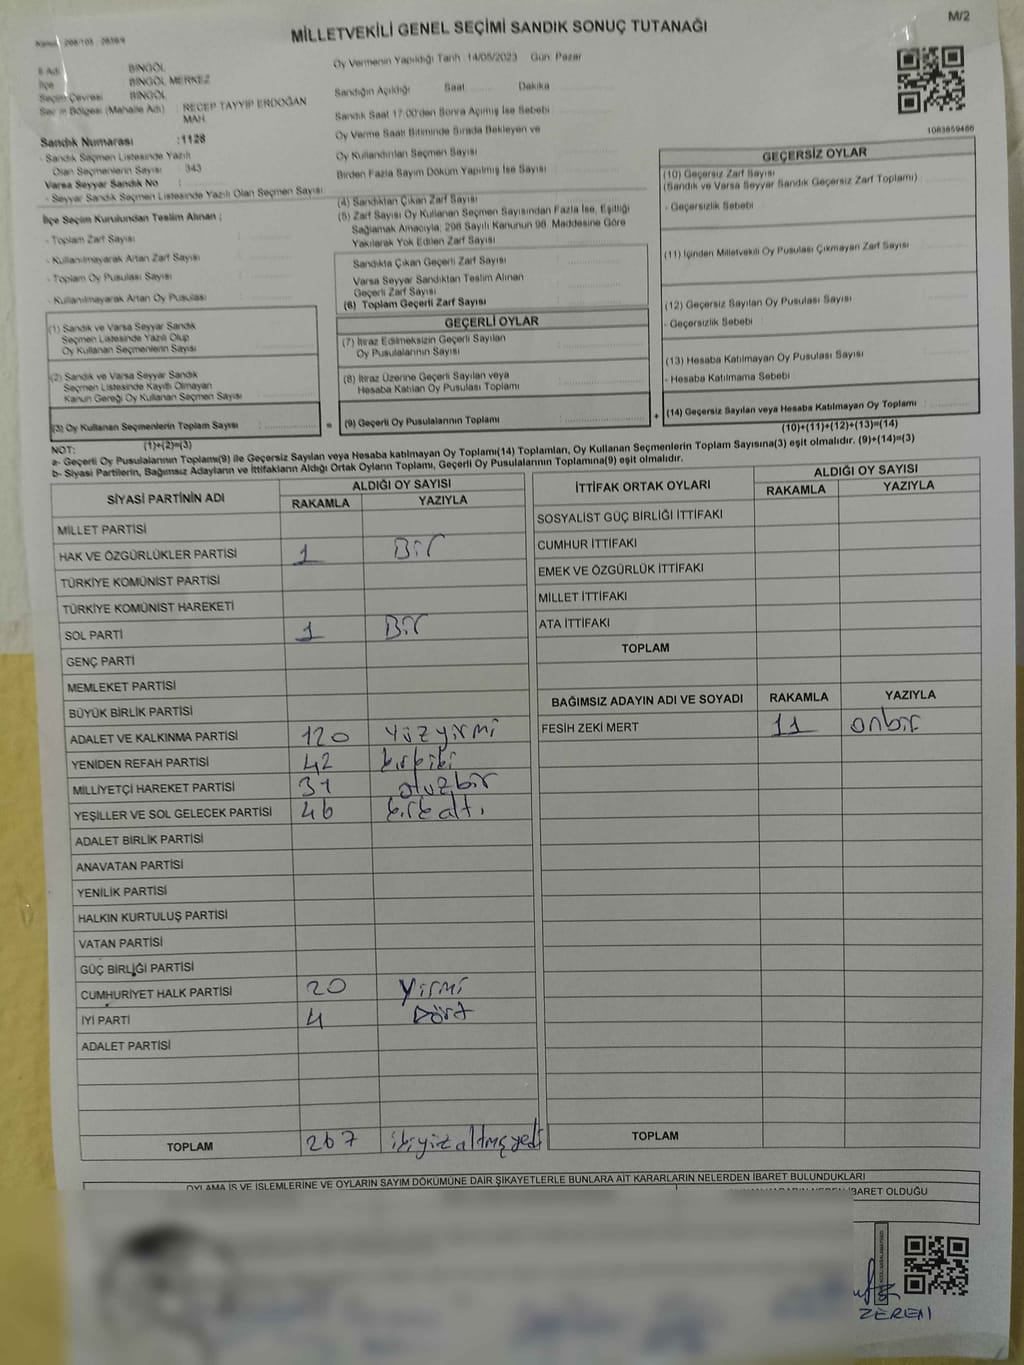 M/2
MİLLETVEKİLİ GENEL SEÇİMİ SANDIK SONUÇ TUTANAĞI
İl Adı : BİNGÖL
İlçe : BİNGÖL MERKEZ
Seçim Çevresi : BİNGÖL
Seçim Bölgesi (Mahalle Adı) : RECEP TAYYİP ERDOĞAN
MAH.
Sandık Numarası :1128
- Sandık Seçmen Listesinde Yazılı
Olan Seçmenlerin Sayısı : 343
Varsa Seyyar Sandık No :
- Seyyar Sandık Seçmen Listesinde Yazılı Olan Seçmen Sayısı :
İlçe Seçim Kurulundan Teslim Alınan ;
- Toplam Zarf Sayısı :
- Kullanılmayarak Artan Zarf Sayısı :
- Toplam Oy Pusulası Sayısı :
- Kullanılmayarak Artan Oy Pusulası :
Oy Vermenin Yapıldığı Tarih :14/05/2023 Gün: Pazar
Sandığın Açıldığı Saat Dakika
Sandık Saat 17:00'den Sonra Açımış İse Sebebi :
Oy Verme Saati Bitiminde Sırada Bekleyen ve
Oy Kullandırılan Seçmen Sayısı :
Birden Fazla Sayım Döküm Yapılmış İse Sayısı :
(4) Sandıktan Çıkan Zarf Sayısı
(5) Zarf Sayısı Oy Kullanan Seçmen Sayısından Fazla İse, Eşitliği
Sağlamak Amacıyla; 298 Sayılı Kanunun 98. Maddesine Göre
Yakılarak Yok Edilen Zarf Sayısı
Sandıkta Çıkan Geçerli Zarf Sayısı :
Varsa Seyyar Sandıktan Teslim Alınan
Geçerli Zarf Sayısı
(6) Toplam Geçerli Zarf Sayısı
1083859466
GEÇERSİZ OYLAR
(10) Geçersiz Zarf Sayısı
(Sandık ve Varsa Seyyar Sandık Geçersiz Zarf Toplamı) :
- Geçersizlik Sebebi :
(11) İçinden Milletvekili Oy Pusulası Çıkmayan Zarf Sayısı
(12) Geçersiz Sayılan Oy Pusulası Sayısı
- Geçersizlik Sebebi :
(13) Hesaba Katılmayan Oy Pusulası Sayısı
- Hesaba Katılmama Sebebi :
(14) Geçersiz Sayılan veya Hesaba Katılmayan Oy Toplamı :
(10)+(11)+(12)+(13)=(14)
(1) Sandık ve Varsa Seyyar Sandık
Seçmen Listesinde Yazılı Olup
Oy Kullanan Seçmenlerin Sayısı :
(2) Sandık ve Varsa Seyyar Sandık
Seçmen Listesinde Kayıtlı Olmayan
Kanun Gereği Oy Kullanan Seçmen Sayısı :
(3) Oy Kullanan Seçmenlerin Toplam Sayısı :
(1)+(2)=(3)
=
GEÇERLİ OYLAR
(7) İtiraz Edilmeksizin Geçerli Sayılan
Oy Pusulalarının Sayısı :
(8) İtiraz Üzerine Geçerli Sayılan veya
Hesaba Katılan Oy Pusulası Toplamı :
(9) Geçerli Oy Pusulalarının Toplamı :
+
NOT:
a- Geçerli Oy Pusulalarının Toplamı(9) ile Geçersiz Sayılan veya Hesaba katılmayan Oy Toplamı(14) Toplamları, Oy Kullanan Seçmenlerin Toplam Sayısına(3) eşit olmalıdır. (9)+(14)=(3)
b- Siyasi Partilerin, Bağımsız Adayların ve İttifakların Aldığı Ortak Oyların Toplamı, Geçerli Oy Pusulalarının Toplamına(9) eşit olmalıdır.
SİYASİ PARTİNİN ADI ALDIĞI OY SAYISI
RAKAMLA YAZIYLA
MİLLET PARTİSİ
HAK VE ÖZGÜRLÜKLER PARTİSİ 1 Bir
TÜRKİYE KOMÜNİST PARTİSİ
TÜRKİYE KOMÜNİST HAREKETİ
SOL PARTİ 1 Bir
GENÇ PARTİ
MEMLEKET PARTİSİ
BÜYÜK BİRLİK PARTİSİ
ADALET VE KALKINMA PARTİSİ 120 yüzyirmi
YENİDEN REFAH PARTİSİ 42 kırkiki
MİLLİYETÇİ HAREKET PARTİSİ 31 otuzbir
YEŞİLLER VE SOL GELECEK PARTİSİ 46 kırkaltı
ADALET BİRLİK PARTİSİ
ANAVATAN PARTİSİ
YENİLİK PARTİSİ
HALKIN KURTULUŞ PARTİSİ
VATAN PARTİSİ
GÜÇ BİRLİĞİ PARTİSİ
CUMHURİYET HALK PARTİSİ 20 Yirmi
İYİ PARTİ 4 Dört
ADALET PARTİSİ
TOPLAM 267 ikiyüzaltmışyedi
İTTİFAK ORTAK OYLARI ALDIĞI OY SAYISI
RAKAMLA YAZIYLA
SOSYALİST GÜÇ BİRLİĞİ İTTİFAKI
CUMHUR İTTİFAKI
EMEK VE ÖZGÜRLÜK İTTİFAKI
MİLLET İTTİFAKI
ATA İTTİFAKI
TOPLAM
BAĞIMSIZ ADAYIN ADI VE SOYADI RAKAMLA YAZIYLA
FESİH ZEKİ MERT 11 onbir
TOPLAM
OYLAMA İŞ VE İŞLEMLERİNE VE OYLARIN SAYIM DÖKÜMÜNE DAİR ŞİKAYETLERLE BUNLARA AİT KARARLARIN NELERDEN İBARET BULUNDUKLARI
İBARET OLDUĞU
ZEREN